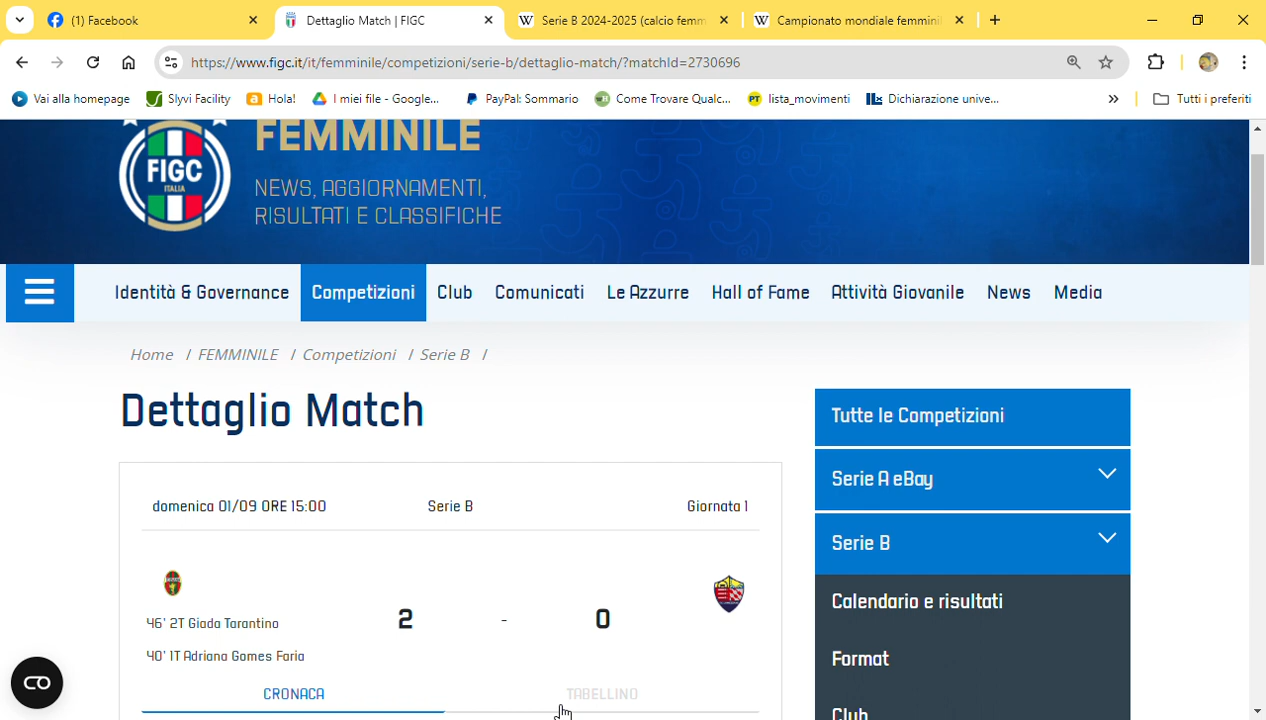 (1) Facebook
Dettaglio Match | FIGC
Serie B 2024-2025 (calcio femm
Campionato mondiale femminil
https://www.figc.it/it/femminile/competizioni/serie-b/dettaglio-match/?matchId=2730696
Vai alla homepage
Slyvi Facility
Hola!
I miei file - Google...
PayPal: Sommario
Come Trovare Qualc...
lista_movimenti
Dichiarazione unive...
»
Tutti i preferiti
FIGC
ITALIA
FEMMINILE
NEWS, AGGIORNAMENTI,
RISULTATI E CLASSIFICHE
Identità & Governance
Competizioni
Club
Comunicati
Le Azzurre
Hall of Fame
Attività Giovanile
News
Media
Home / FEMMINILE / Competizioni / Serie B /
Dettaglio Match
domenica 01/09 ORE 15:00
Serie B
Giornata 1
2 - 0
46' 2T Giada Tarantino
40' 1T Adriana Gomes Faria
CRONACA
TABELLINO
Tutte le Competizioni
Serie A eBay
Serie B
Calendario e risultati
Format
Club